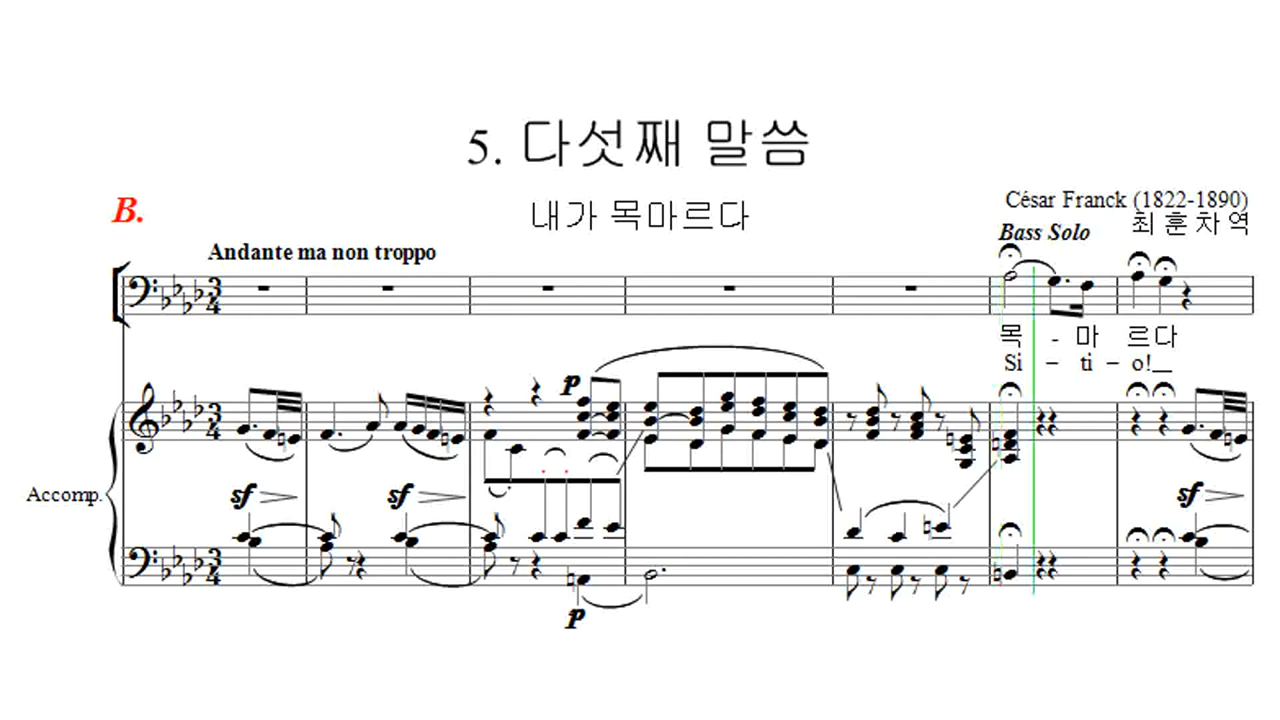 5. 다섯째 말씀
B.
내가 목마르다
César Franck (1822-1890)
최 훈 차 역
Bass Solo
Andante ma non troppo
목 - 마 르다
Si – ti – o!__
p
Accomp.
sf sf sf
p